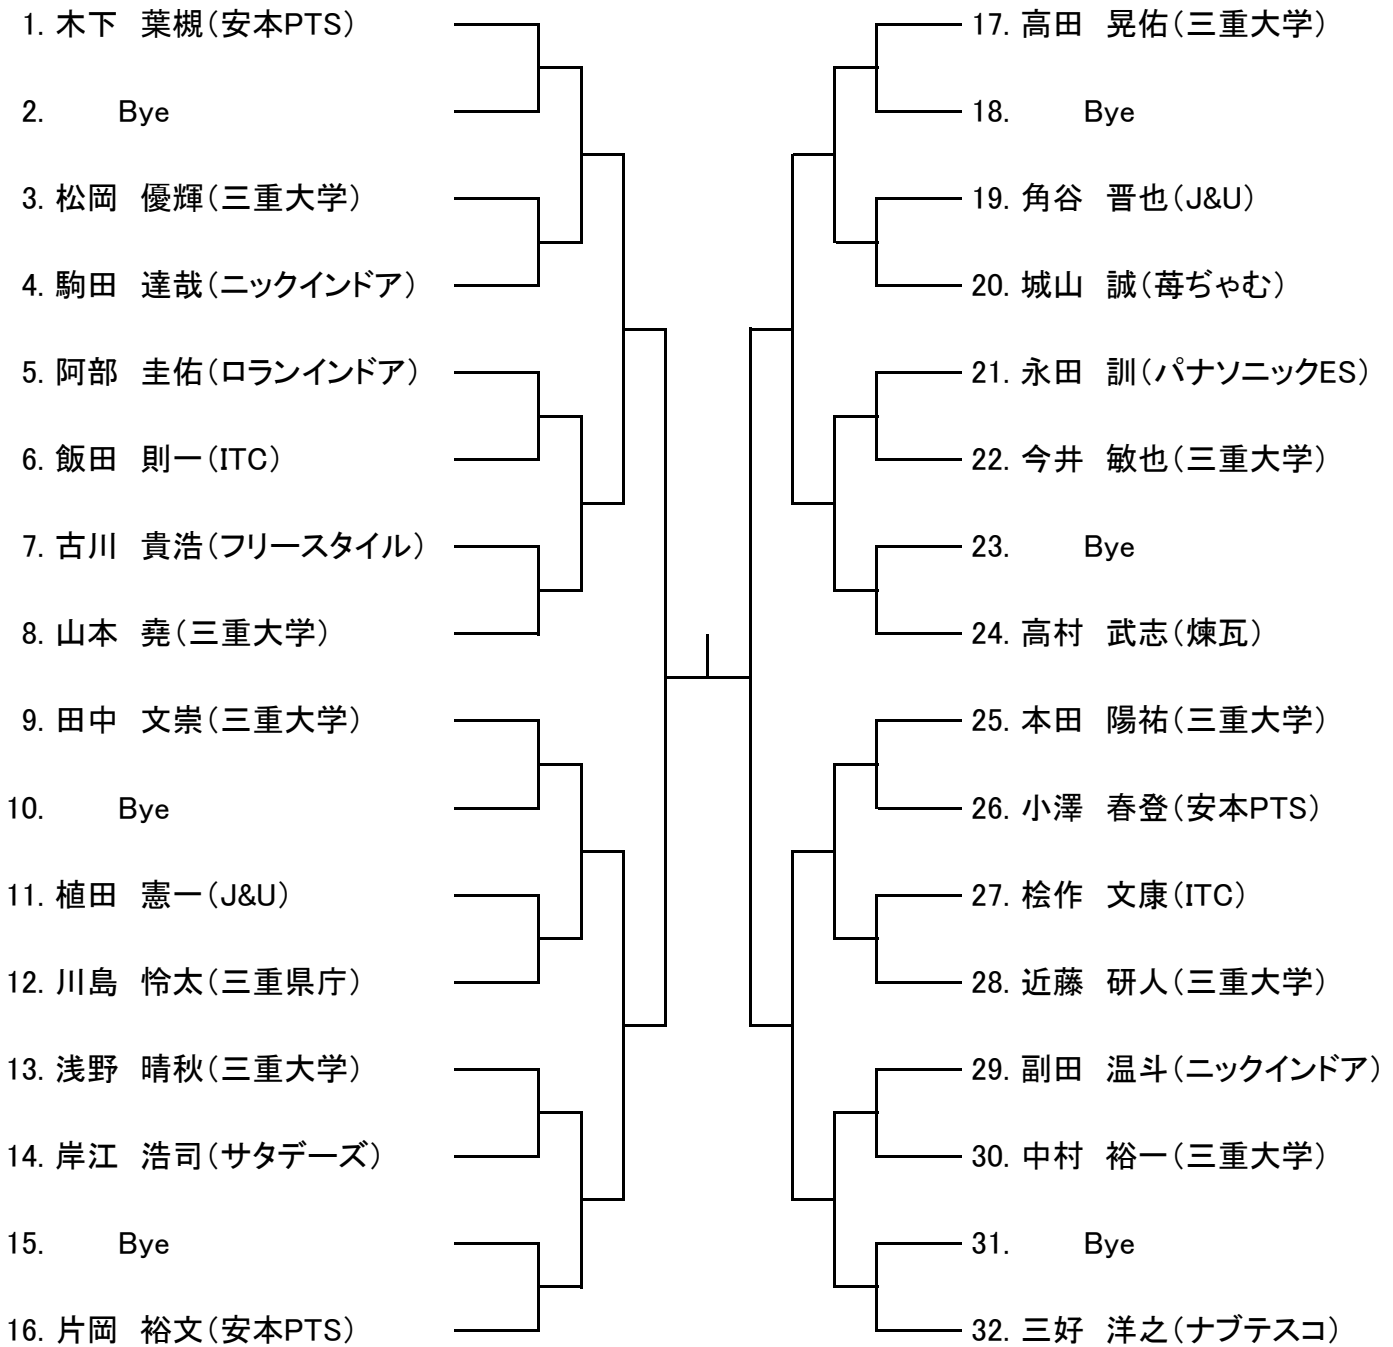 1. 木下　葉槻（安本PTS）
2. Bye
3. 松岡　優輝（三重大学）
4. 駒田　達哉（ニックインドア）
5. 阿部　圭佑（ロランインドア）
6. 飯田　則一（ITC）
7. 古川　貴浩（フリースタイル）
8. 山本　堯（三重大学）
9. 田中　文崇（三重大学）
10. Bye
11. 植田　憲一（J&U）
12. 川島　怜太（三重県庁）
13. 浅野　晴秋（三重大学）
14. 岸江　浩司（サタデーズ）
15. Bye
16. 片岡　裕文（安本PTS）
17. 高田　晃佑（三重大学）
18. Bye
19. 角谷　晋也（J&U）
20. 城山　誠（苺ぢゃむ）
21. 永田　訓（パナソニックES）
22. 今井　敏也（三重大学）
23. Bye
24. 高村　武志（煉瓦）
25. 本田　陽祐（三重大学）
26. 小澤　春登（安本PTS）
27. 桧作　文康（ITC）
28. 近藤　研人（三重大学）
29. 副田　温斗（ニックインドア）
30. 中村　裕一（三重大学）
31. Bye
32. 三好　洋之（ナブテスコ）